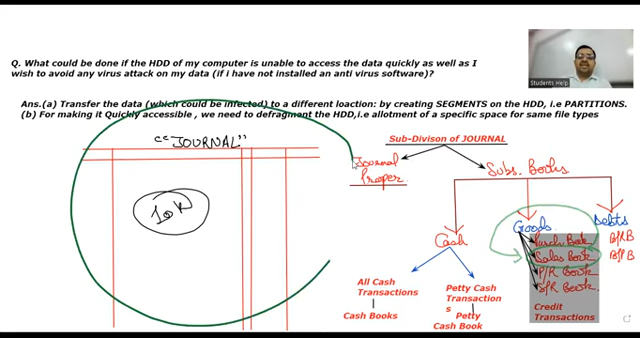 Q. What could be done if the HDD of my computer is unable to access the data quickly as well as I
wish to avoid any virus attack on my data (if i have not installed an anti virus software)?
Students Help
Ans.(a) Transfer the data (which could be infected) to a different loaction: by creating SEGMENTS on the HDD, i.e PARTITIONS.
(b) For making it Quickly accessible , we need to defragment the HDD,i.e allotment of a specific space for same file types
""JOURNAL"
Sub-Divison of JOURNAL
Journal
Proper
Subs. Books
Cash
Goods
Debts
Purch Book
Sales Book
P/R Book
S/R Book
B/R B
B/P B
Credit
Transactions
All Cash
Transactions
Cash Books
Petty Cash
Transaction
s
Petty
Cash Book